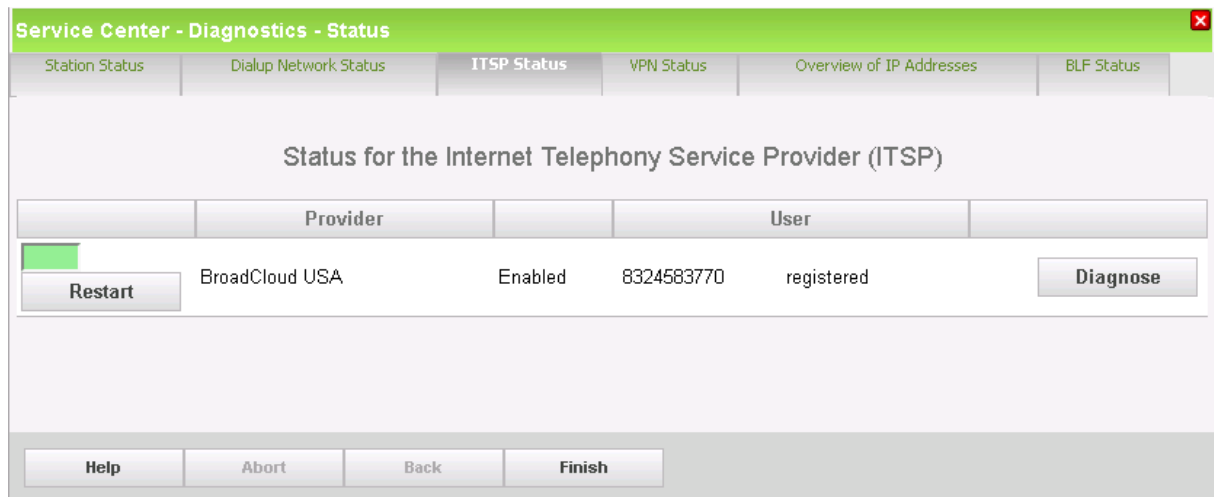 Service Center - Diagnostics - Status
Station Status Dialup Network Status ITSP Status VPN Status Overview of IP Addresses BLF Status
Status for the Internet Telephony Service Provider (ITSP)
Provider User
Restart BroadCloud USA Enabled 8324583770 registered Diagnose
Help Abort Back Finish